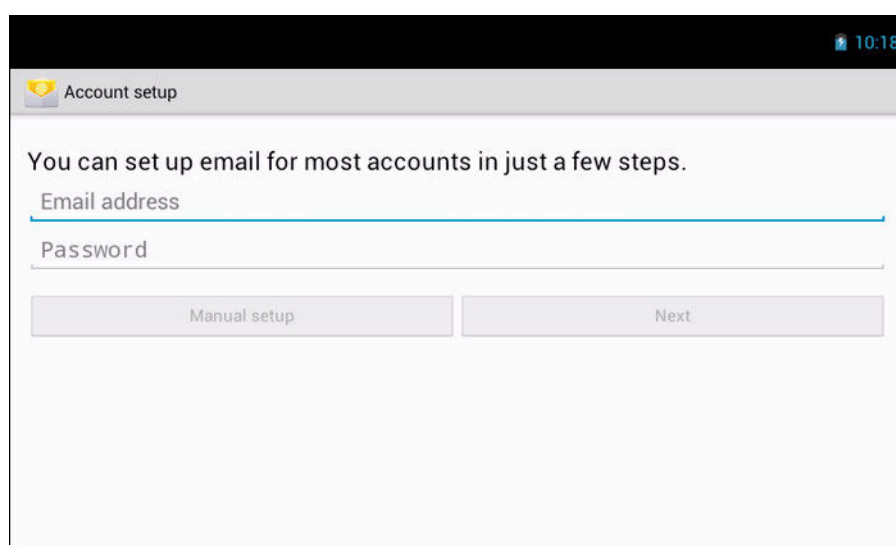 10:18
Account setup
You can set up email for most accounts in just a few steps.
Email address
Password
Manual setup
Next